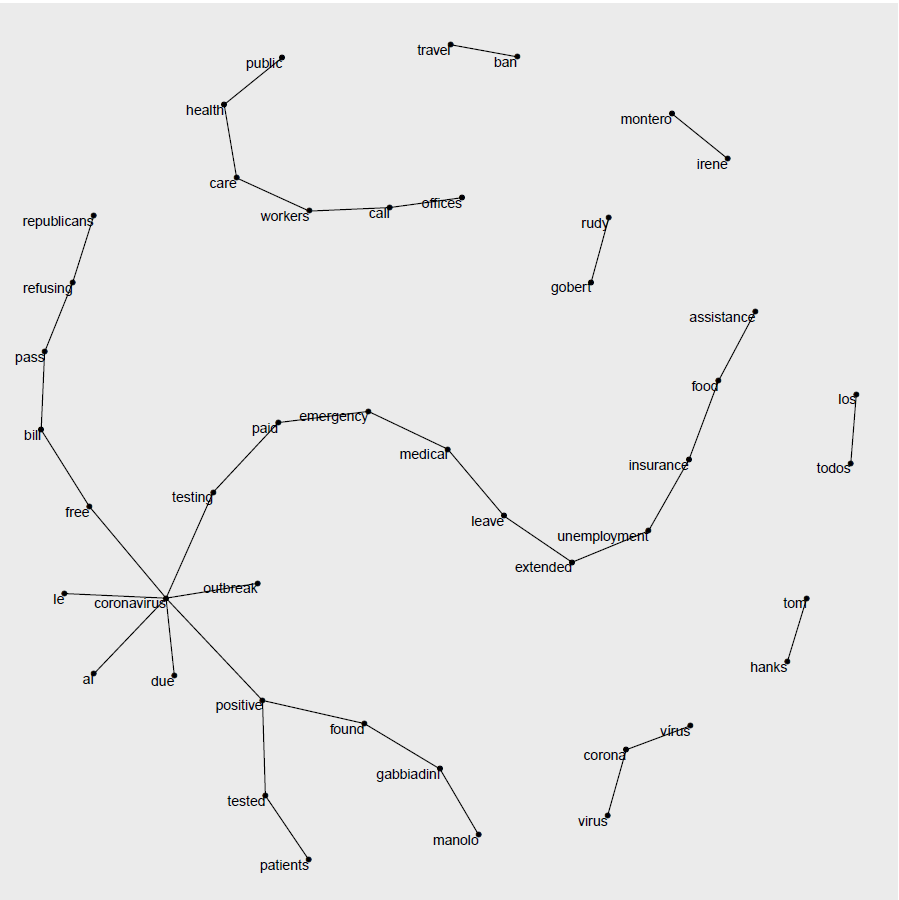 travel
ban
public
health
care
workers
call
offices
montero
irene
republicans
refusing
pass
bill
free
rudy
gobert
assistance
food
insurance
unemployment
extended
leave
medical
emergency
paid
testing
los
todos
outbreak
le
coronavirus
al
due
positive
found
gabbiadini
manolo
tested
patients
tom
hanks
vírus
corona
virus